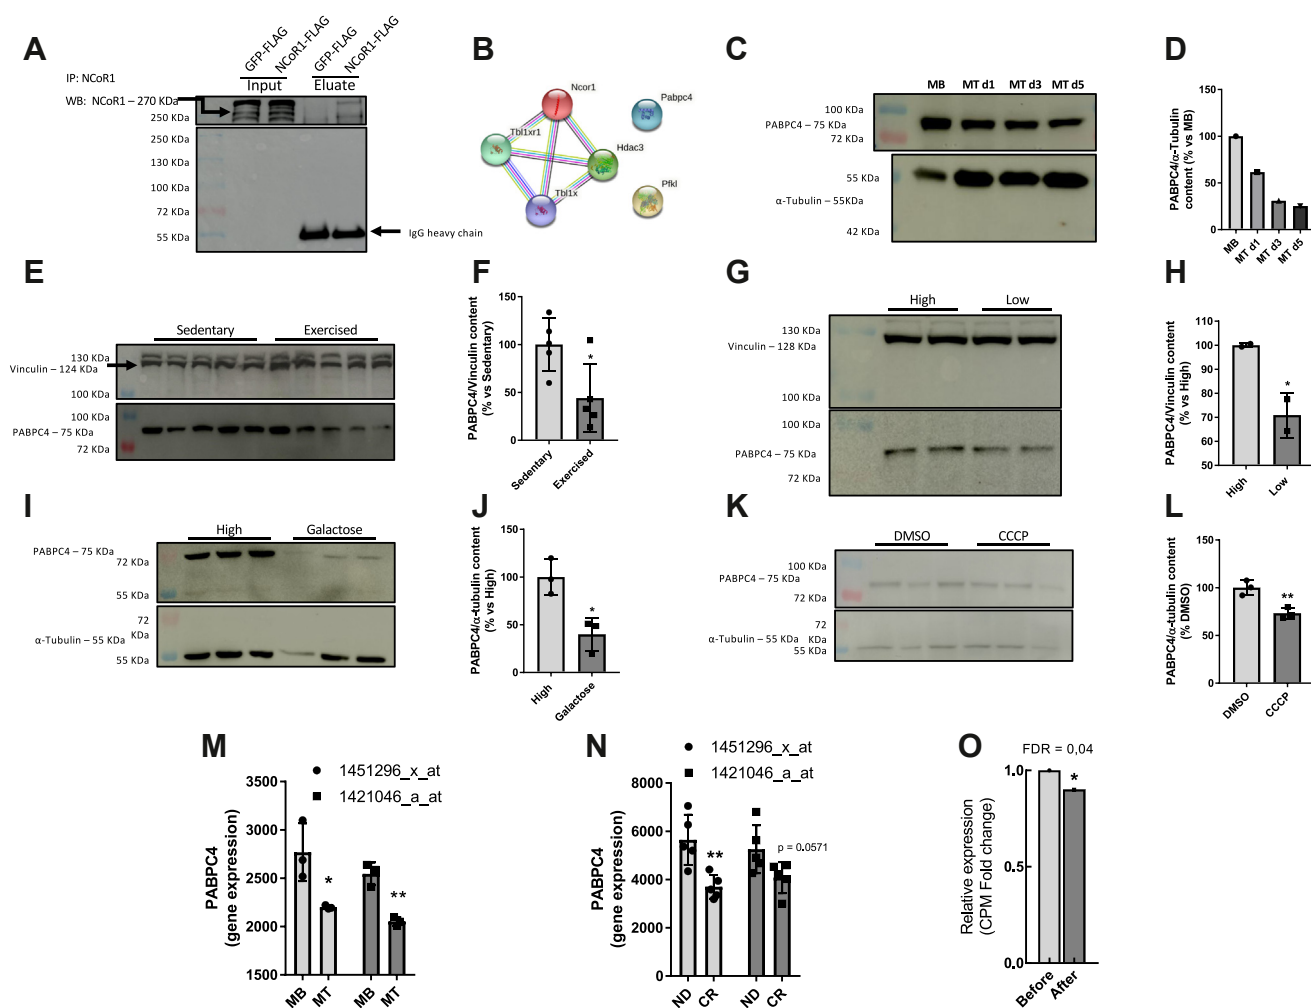 A
GFP-FLAG
NCoR1-FLAG
GFP-FLAG
NCoR1-FLAG
IP: NCoR1
Input
Eluate
WB: NCoR1 – 270 KDa
250 KDa
250 KDa
130 KDa
100 KDa
72 KDa
55 KDa
IgG heavy chain
B
Ncor1
Pabpc4
Tbl1xr1
Hdac3
Tbl1x
Pfkl
C
MB MT d1 MT d3 MT d5
100 KDa
PABPC4 – 75 KDa
72 KDa
55 KDa
α-Tubulin – 55KDa
42 KDa
D
PABPC4/α-Tubulin
content (% vs MB)
150
100
50
0
MB
MT d1
MT d3
MT d5
E
Sedentary
Exercised
130 KDa
Vinculin – 124 KDa
100 KDa
100 KDa
PABPC4 – 75 KDa
72 KDa
F
PABPC4/Vinculin content
(% vs Sedentary)
150
100
50
0
*
Sedentary
Exercised
G
High
Low
130 KDa
Vinculin – 128 KDa
100 KDa
100 KDa
PABPC4 – 75 KDa
72 KDa
H
PABPC4/Vinculin content
(% vs High)
110
100
90
80
70
60
50
*
High
Low
I
High
Galactose
PABPC4 – 75 KDa
72 KDa
55 KDa
72
KDa
α-Tubulin – 55 KDa
55 KDa
J
PABPC4/α-tubulin content
(% vs High)
150
100
50
0
*
High
Galactose
K
DMSO
CCCP
100 KDa
PABPC4 – 75 KDa
72 KDa
72
α-Tubulin – 55 KDa KDa
55 KDa
L
PABPC4/α-tubulin content
(% DMSO)
150
100
50
0
**
DMSO
CCCP
M
1451296_x_at
1421046_a_at
PABPC4
(gene expression)
3500
3000
2500
2000
1500
*
**
MB
MT
MB
MT
N
1451296_x_at
1421046_a_at
PABPC4
(gene expression)
8000
6000
4000
2000
0
**
p = 0.0571
ND
CR
ND
CR
O
FDR = 0,04
Relative expression
(CPM Fold change)
1.0
0.5
0.0
*
Before
After